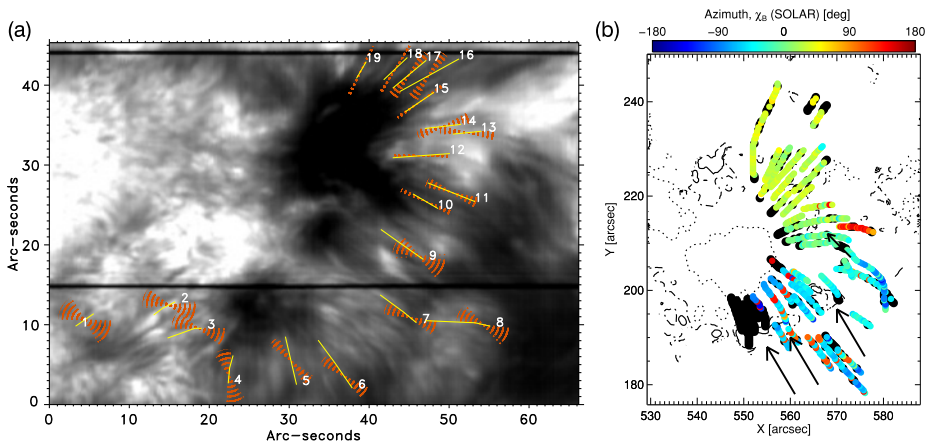 (a)
19
18
17
16
15
14
13
12
11
10
9
1
2
3
4
5
6
7
8
40
30
20
10
0
Arc-seconds
0 10 20 30 40 50 60
Arc-seconds
(b)
Azimuth, χB (SOLAR) [deg]
-180 -90 0 90 180
240
220
200
180
Y [arcsec]
530 540 550 560 570 580
X [arcsec]